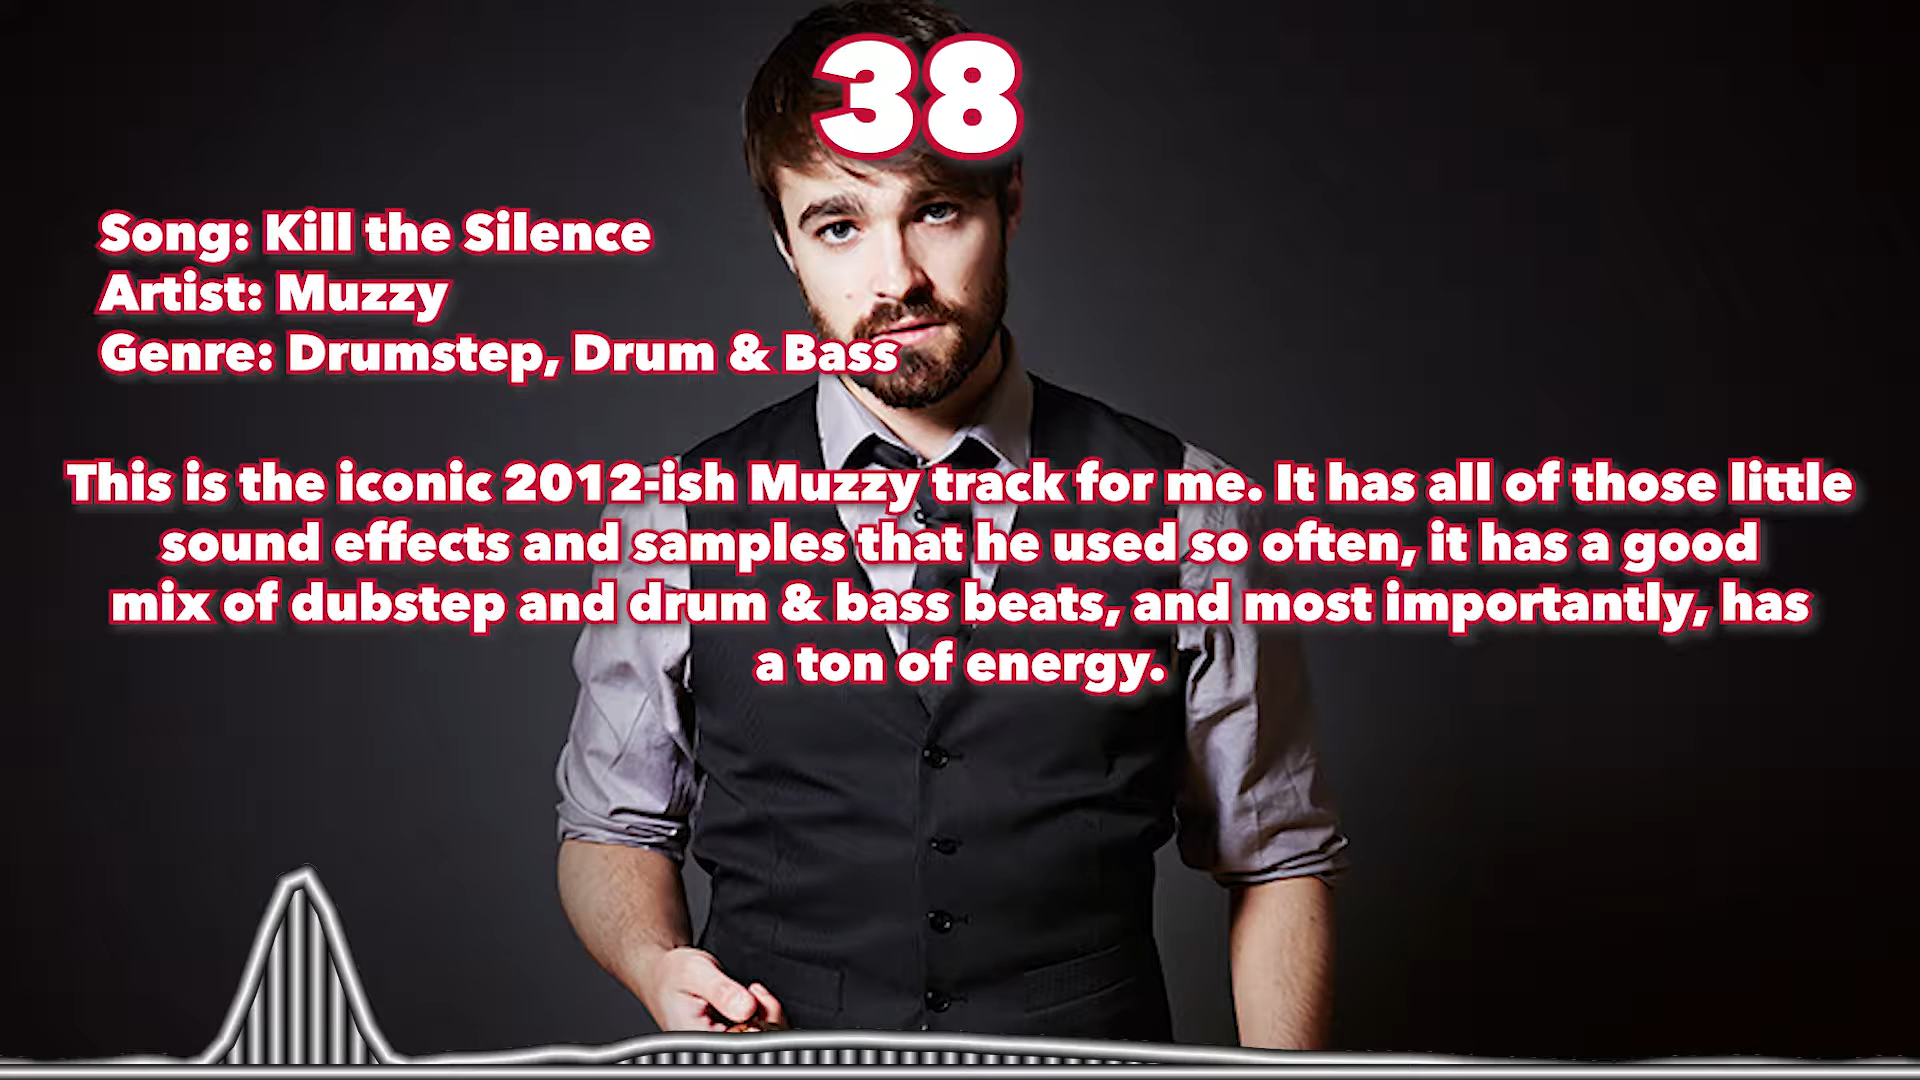 38
Song: Kill the Silence
Artist: Muzzy
Genre: Drumstep, Drum & Bass
This is the iconic 2012-ish Muzzy track for me. It has all of those little
sound effects and samples that he used so often, it has a good
mix of dubstep and drum & bass beats, and most importantly, has
a ton of energy.